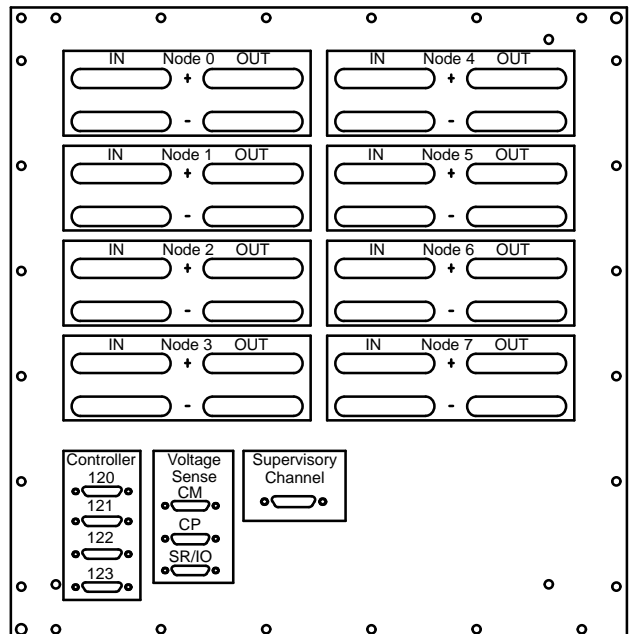 IN Node 0 OUT
+
-
IN Node 4 OUT
+
-
IN Node 1 OUT
+
-
IN Node 5 OUT
+
-
IN Node 2 OUT
+
-
IN Node 6 OUT
+
-
IN Node 3 OUT
+
-
IN Node 7 OUT
+
-
Controller
120
121
122
123
Voltage
Sense
CM
CP
SR/IO
Supervisory
Channel